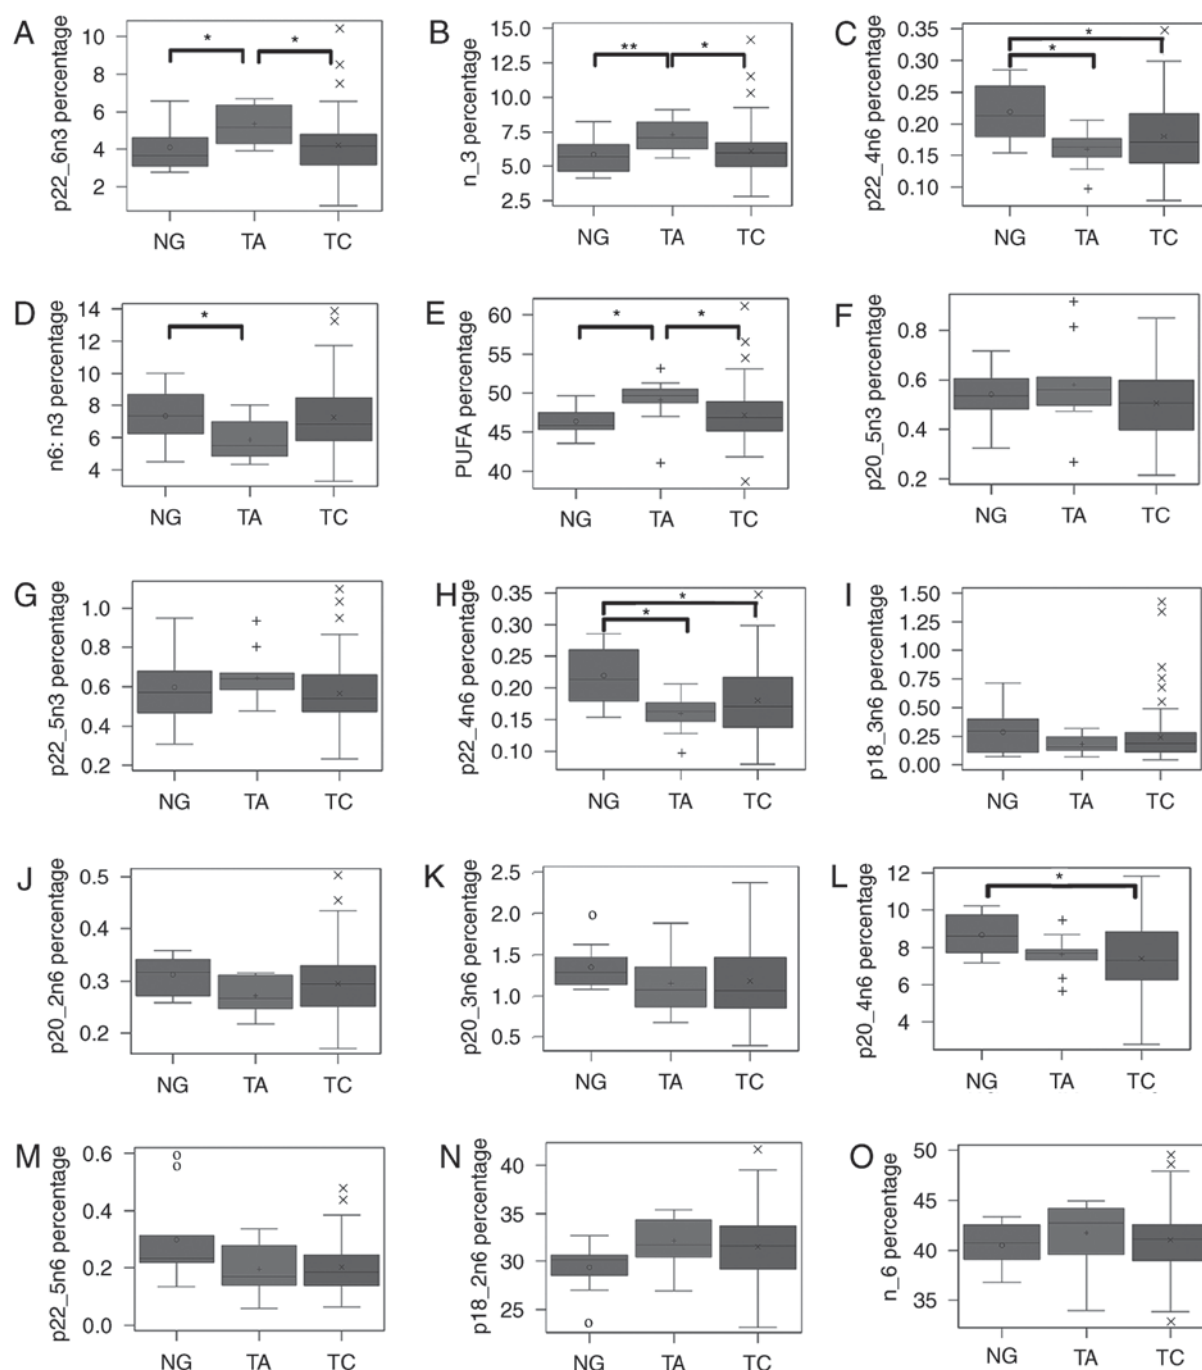 A
p22_6n3 percentage
10
8
6
4
2
*
*
NG TA TC
B
n_3 percentage
15.0
12.5
10.0
7.5
5.0
2.5
**
*
NG TA TC
C
p22_4n6 percentage
0.35
0.30
0.25
0.20
0.15
0.10
*
*
NG TA TC
D
n6: n3 percentage
14
12
10
8
6
4
*
NG TA TC
E
PUFA percentage
60
55
50
45
40
*
*
NG TA TC
F
p20_5n3 percentage
0.8
0.6
0.4
0.2
NG TA TC
G
p22_5n3 percentage
1.0
0.8
0.6
0.4
0.2
NG TA TC
H
p22_4n6 percentage
0.35
0.30
0.25
0.20
0.15
0.10
*
*
NG TA TC
I
p18_3n6 percentage
1.50
1.25
1.00
0.75
0.50
0.25
0.00
NG TA TC
J
p20_2n6 percentage
0.5
0.4
0.3
0.2
NG TA TC
K
p20_3n6 percentage
2.5
2.0
1.5
1.0
0.5
NG TA TC
L
p20_4n6 percentage
12
10
8
6
4
*
NG TA TC
M
p22_5n6 percentage
0.6
0.4
0.2
0.0
NG TA TC
N
p18_2n6 percentage
40
35
30
25
NG TA TC
O
n_6 percentage
50
45
40
35
NG TA TC